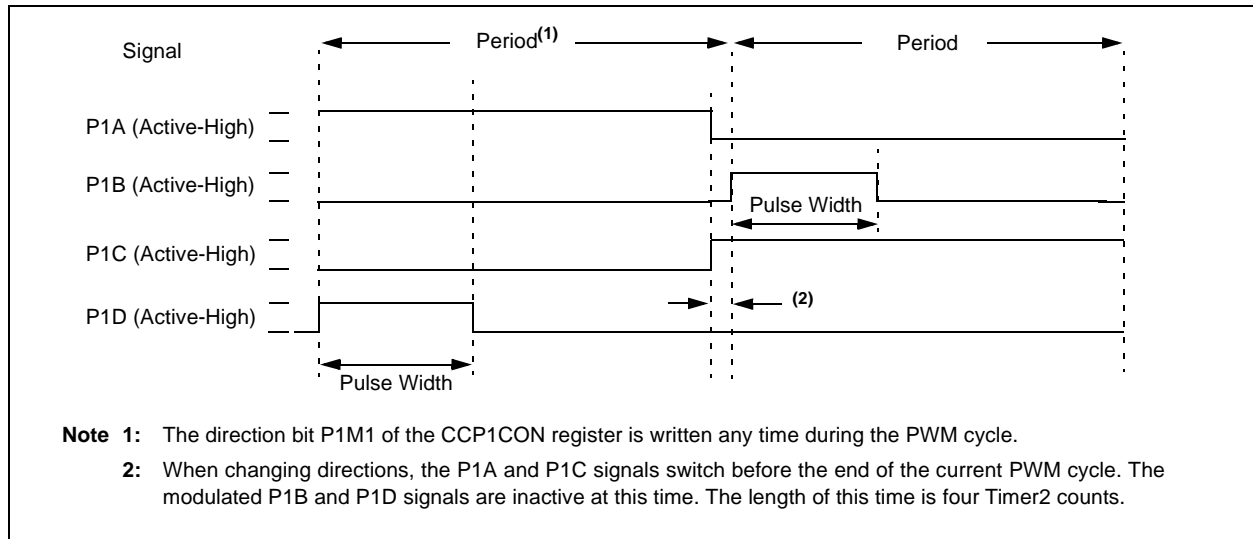 Signal
Period(1)
Period
P1A (Active-High)
P1B (Active-High)
Pulse Width
P1C (Active-High)
(2)
P1D (Active-High)
Pulse Width
Note 1: The direction bit P1M1 of the CCP1CON register is written any time during the PWM cycle.
2: When changing directions, the P1A and P1C signals switch before the end of the current PWM cycle. The
modulated P1B and P1D signals are inactive at this time. The length of this time is four Timer2 counts.